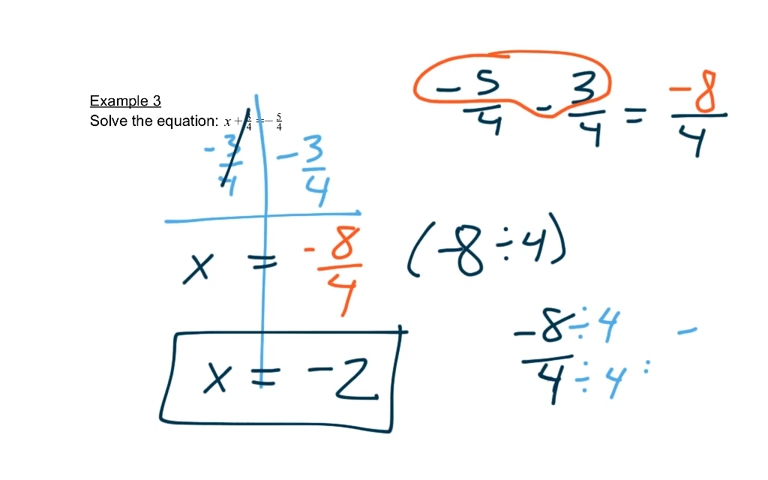 Example 3
Solve the equation: x + 3/4 = -5/4
-3/4 -3/4
x = -8/4
x = -2
-5/4 - 3/4 = -8/4
(-8 ÷ 4)
-8 ÷ 4 -
4 ÷ 4 :